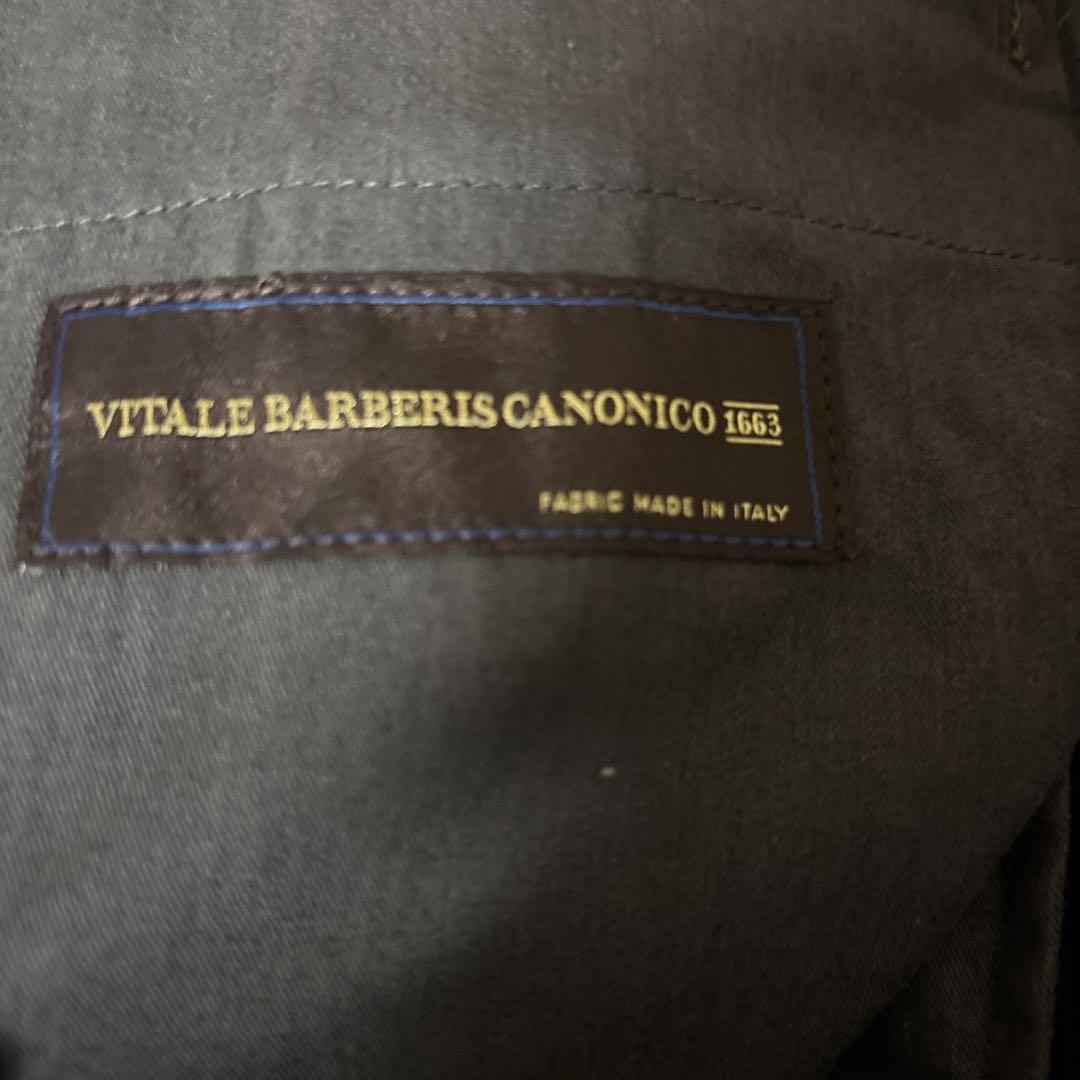 VITALE BARBERIS CANONICO 1663
FABRIC MADE IN ITALY